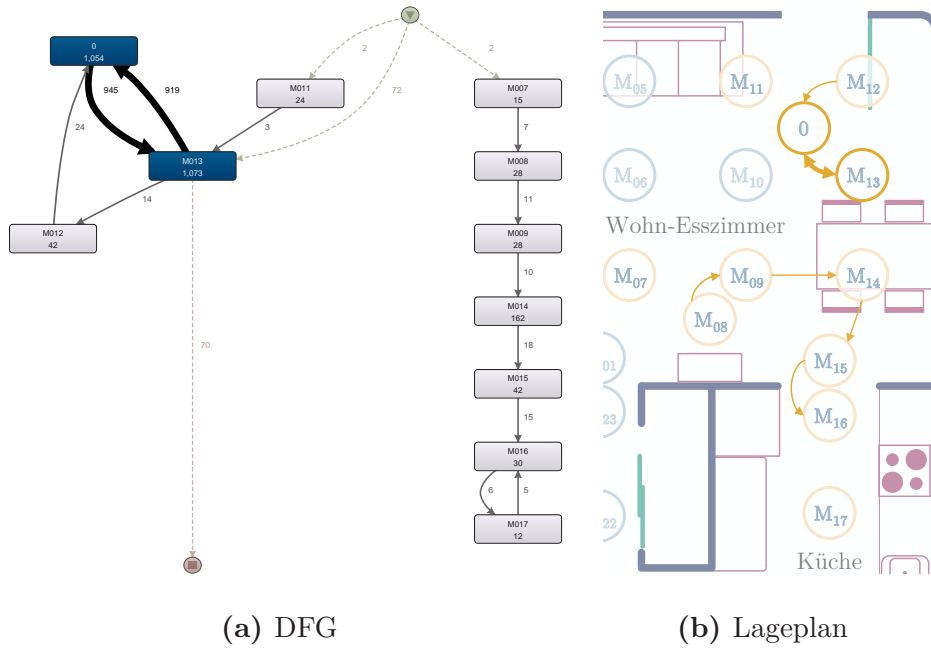 0
1,054
945
919
24
M011
24
3
2
72
2
M007
15
7
M013
1,073
14
M012
42
M008
28
11
M009
28
10
M014
162
18
M015
42
15
M016
30
6
5
M017
12
70
(a) DFG
M05
M11
M12
0
M06
M10
M13
Wohn-Esszimmer
M07
M09
M14
M08
01
M15
23
M16
22
M17
Küche
(b) Lageplan